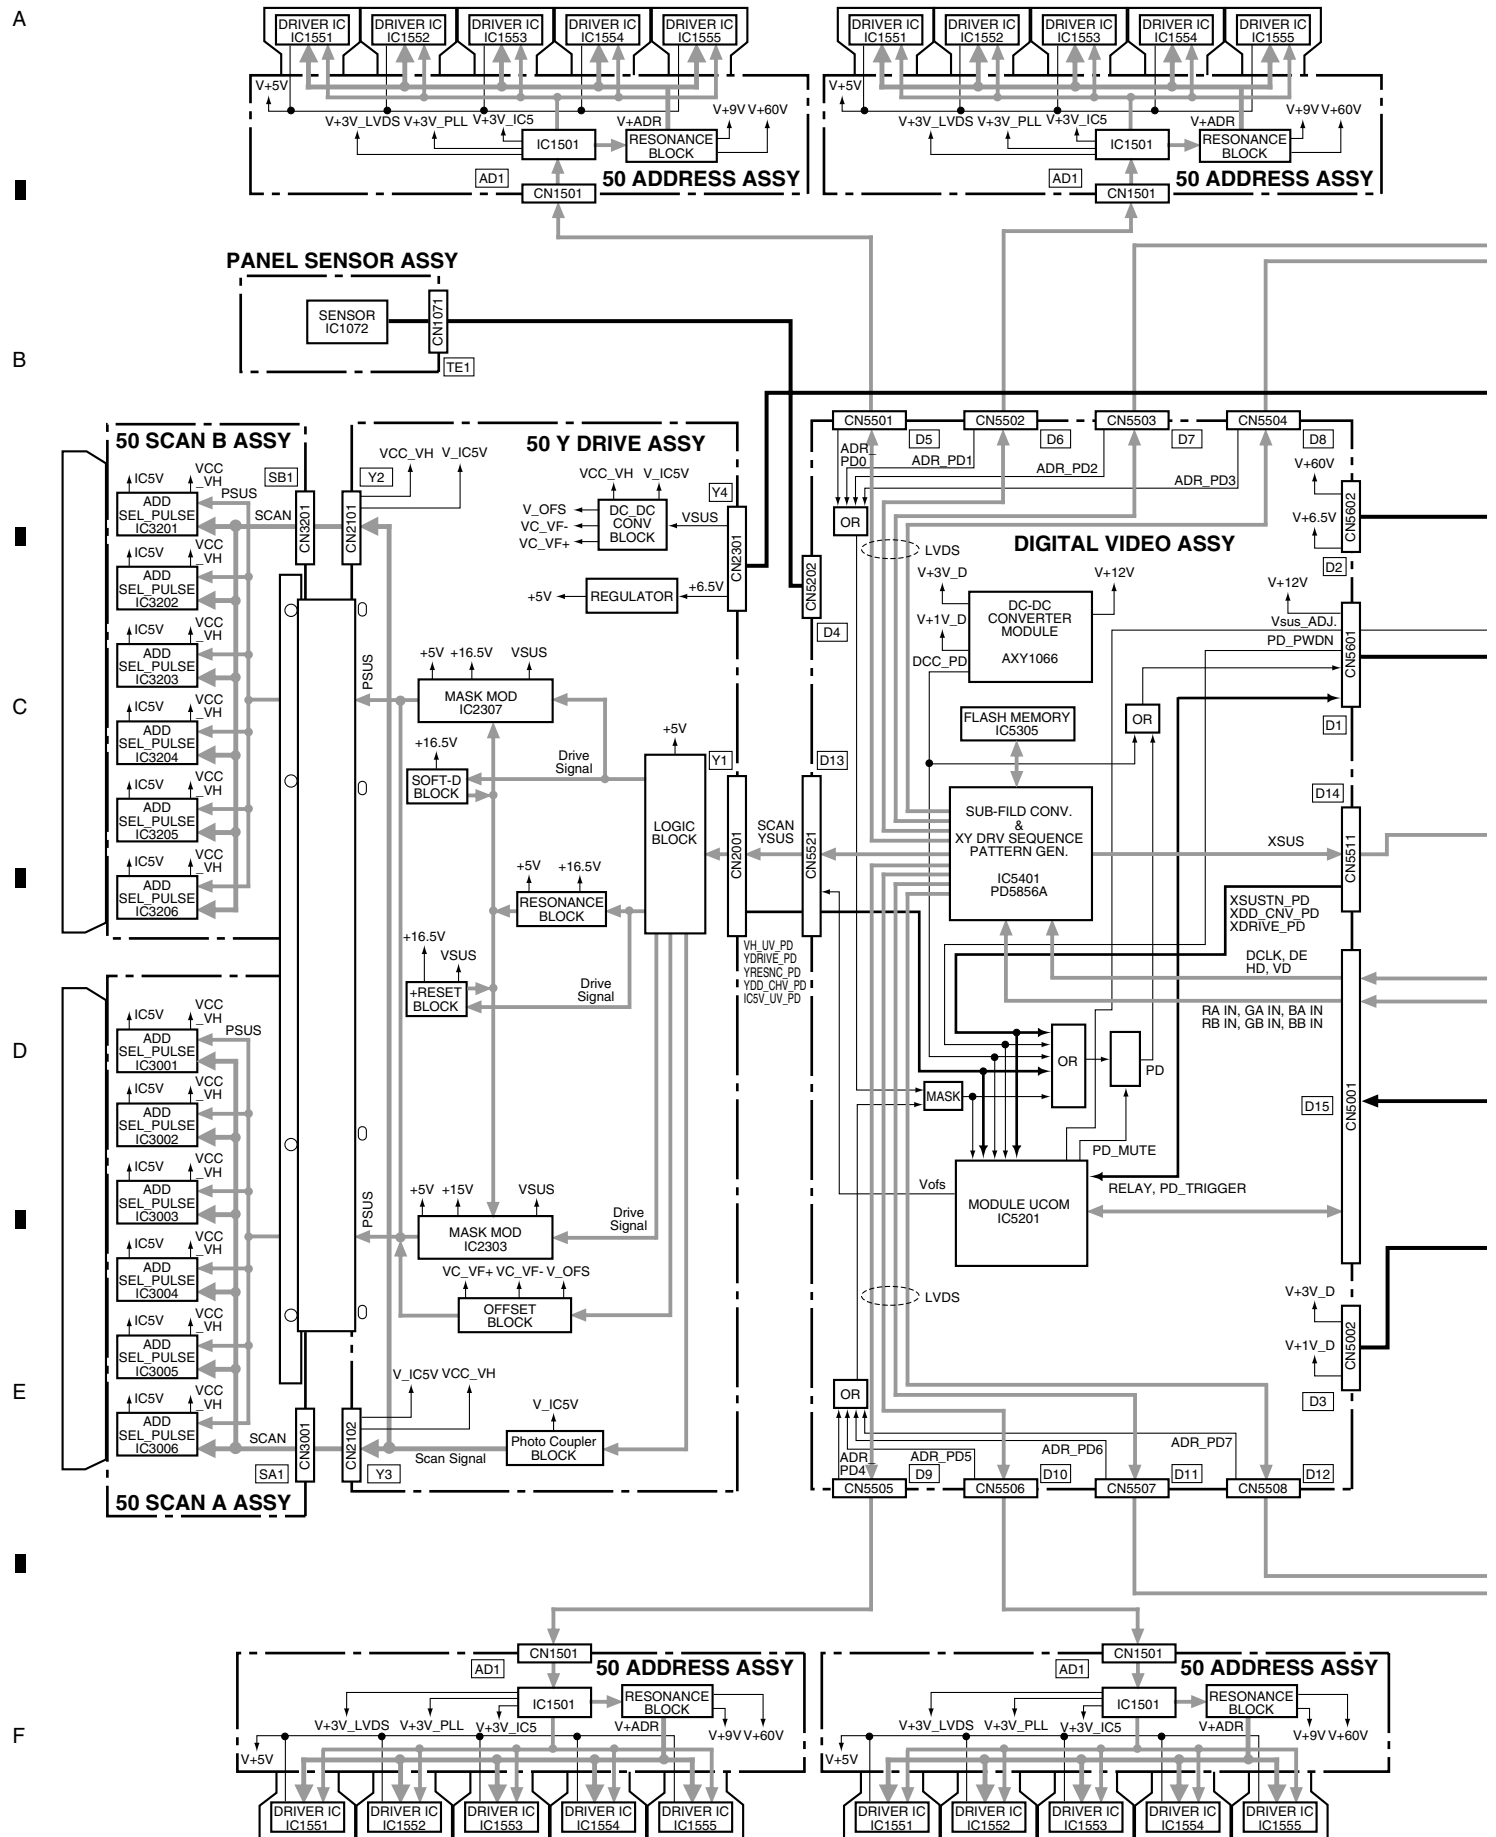 A
DRIVER IC
IC1551
DRIVER IC
IC1552
DRIVER IC
IC1553
DRIVER IC
IC1554
DRIVER IC
IC1555
DRIVER IC
IC1551
DRIVER IC
IC1552
DRIVER IC
IC1553
DRIVER IC
IC1554
DRIVER IC
IC1555
V+5V
V+3V_LVDS
V+3V_PLL
V+3V_IC5
V+ADR
V+9V
V+60V
IC1501
RESONANCE
BLOCK
AD1
CN1501
50 ADDRESS ASSY
V+5V
V+3V_LVDS
V+3V_PLL
V+3V_IC5
V+ADR
V+9V
V+60V
IC1501
RESONANCE
BLOCK
AD1
CN1501
50 ADDRESS ASSY
PANEL SENSOR ASSY
SENSOR
IC1072
CN1071
TE1
B
50 SCAN B ASSY
IC5V
VCC
_VH
ADD
SEL_PULSE
IC3201
PSUS
SB1
SCAN
CN3201
IC5V
VCC
_VH
ADD
SEL_PULSE
IC3202
IC5V
VCC
_VH
ADD
SEL_PULSE
IC3203
IC5V
VCC
_VH
ADD
SEL_PULSE
IC3204
IC5V
VCC
_VH
ADD
SEL_PULSE
IC3205
IC5V
VCC
_VH
ADD
SEL_PULSE
IC3206
C
50 Y DRIVE ASSY
VCC_VH
V_IC5V
Y2
CN2101
VCC_VH
V_IC5V
V_OFS
VC_VF-
VC_VF+
DC_DC
CONV
BLOCK
VSUS
Y4
CN2301
+5V
REGULATOR
+6.5V
PSUS
+5V
+16.5V
VSUS
MASK MOD
IC2307
+16.5V
SOFT-D
BLOCK
Drive
Signal
+5V
LOGIC
BLOCK
Y1
CN2001
+5V
+16.5V
RESONANCE
BLOCK
+16.5V
VSUS
+RESET
BLOCK
Drive
Signal
PSUS
+5V
+15V
VSUS
MASK MOD
IC2303
Drive
Signal
VC_VF+
VC_VF-
V_OFS
OFFSET
BLOCK
V_IC5V
VCC_VH
V_IC5V
Photo Coupler
BLOCK
Scan Signal
CN2102
Y3
SCAN
YSUS
VH_UV_PD
YDRIVE_PD
YRESNC_PD
YDD_CHV_PD
IC5V_UV_PD
D
IC5V
VCC
_VH
ADD
SEL_PULSE
IC3001
PSUS
IC5V
VCC
_VH
ADD
SEL_PULSE
IC3002
IC5V
VCC
_VH
ADD
SEL_PULSE
IC3003
IC5V
VCC
_VH
ADD
SEL_PULSE
IC3004
IC5V
VCC
_VH
ADD
SEL_PULSE
IC3005
IC5V
VCC
_VH
ADD
SEL_PULSE
IC3006
SCAN
CN3001
SA1
50 SCAN A ASSY
E
CN5501
D5
CN5502
D6
CN5503
D7
CN5504
D8
ADR_
PD0
ADR_PD1
ADR_PD2
ADR_PD3
OR
LVDS
DIGITAL VIDEO ASSY
V+60V
V+6.5V
CN5602
D2
CN5202
D4
V+3V_D
V+1V_D
DCC_PD
DC-DC
CONVERTER
MODULE
AXY1066
V+12V
V+12V
Vsus_ADJ.
PD_PWDN
CN5601
D1
FLASH MEMORY
IC5305
OR
D13
CN5521
SUB-FILD CONV.
&
XY DRV SEQUENCE
PATTERN GEN.
IC5401
PD5856A
D14
XSUS
CN5511
XSUSTN_PD
XDD_CNV_PD
XDRIVE_PD
DCLK, DE
HD, VD
RA IN, GA IN, BA IN
RB IN, GB IN, BB IN
MASK
OR
PD
PD_MUTE
D15
CN5001
Vofs
MODULE UCOM
IC5201
RELAY, PD_TRIGGER
LVDS
V+3V_D
V+1V_D
CN5002
D3
OR
ADR_
PD4
ADR_PD5
ADR_PD6
ADR_PD7
D9
D10
D11
D12
CN5505
CN5506
CN5507
CN5508
F
AD1
CN1501
50 ADDRESS ASSY
IC1501
RESONANCE
BLOCK
V+5V
V+3V_LVDS
V+3V_PLL
V+3V_IC5
V+ADR
V+9V
V+60V
AD1
CN1501
50 ADDRESS ASSY
IC1501
RESONANCE
BLOCK
V+5V
V+3V_LVDS
V+3V_PLL
V+3V_IC5
V+ADR
V+9V
V+60V
DRIVER IC
IC1551
DRIVER IC
IC1552
DRIVER IC
IC1553
DRIVER IC
IC1554
DRIVER IC
IC1555
DRIVER IC
IC1551
DRIVER IC
IC1552
DRIVER IC
IC1553
DRIVER IC
IC1554
DRIVER IC
IC1555